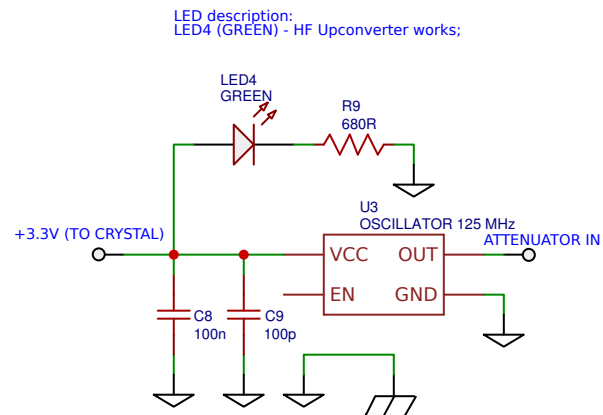 LED description:
LED4 (GREEN) - HF Upconverter works;
LED4
GREEN
R9
680R
U3
OSCILLATOR 125 MHz
+3.3V (TO CRYSTAL)
ATTENUATOR IN
VCC
OUT
EN
GND
C8
100n
C9
100p